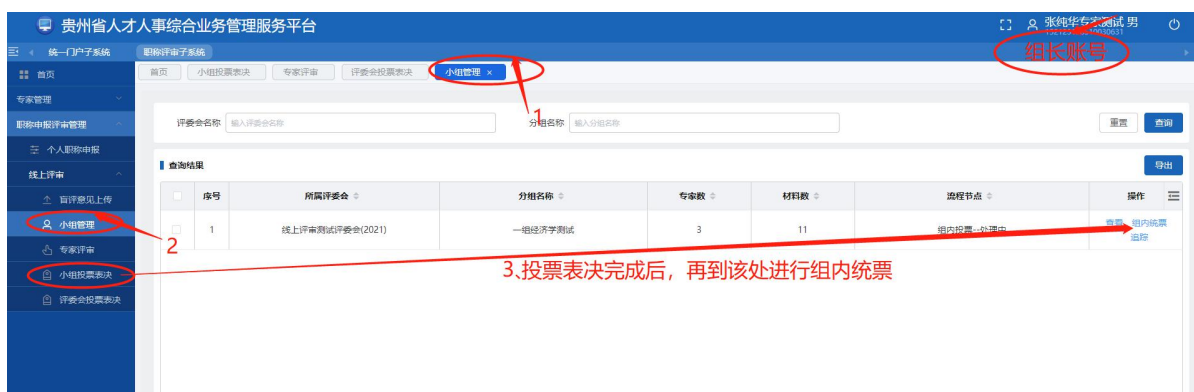 贵州省人才人事综合业务管理服务平台
张纯华专家测试 男
统一门户子系统
职称评审子系统
组长账号
首页
首页
小组投票表决
专家评审
评委会投票表决
小组管理 ×
专家管理
1
职称申报评审管理
评委会名称
输入评委会名称
分组名称
输入分组名称
重置
查询
个人职称申报
线上评审
查询结果
导出
盲评意见上传
序号
所属评委会
分组名称
专家数
材料数
流程节点
操作
小组管理
1
线上评审测试评委会(2021)
一组经济学测试
3
11
组内投票--处理中
查看
组内统票
追踪
2
专家评审
小组投票表决
3.投票表决完成后，再到该处进行组内统票
评委会投票表决